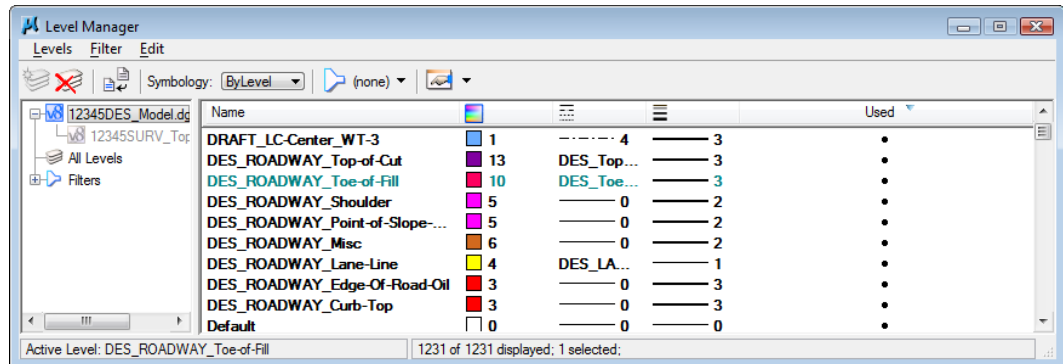 Level Manager
Levels Filter Edit
Symbology: ByLevel (none)
12345DES_Model.dg
12345SURV_Top
All Levels
Filters
Name Used
DRAFT_LC-Center_WT-3 1 4 3
DES_ROADWAY_Top-of-Cut 13 DES_Top... 3
DES_ROADWAY_Toe-of-Fill 10 DES_Toe... 3
DES_ROADWAY_Shoulder 5 0 2
DES_ROADWAY_Point-of-Slope-... 5 0 2
DES_ROADWAY_Misc 6 0 2
DES_ROADWAY_Lane-Line 4 DES_LA... 1
DES_ROADWAY_Edge-Of-Road-Oil 3 0 3
DES_ROADWAY_Curb-Top 3 0 3
Default 0 0 0
Active Level: DES_ROADWAY_Toe-of-Fill 1231 of 1231 displayed; 1 selected;